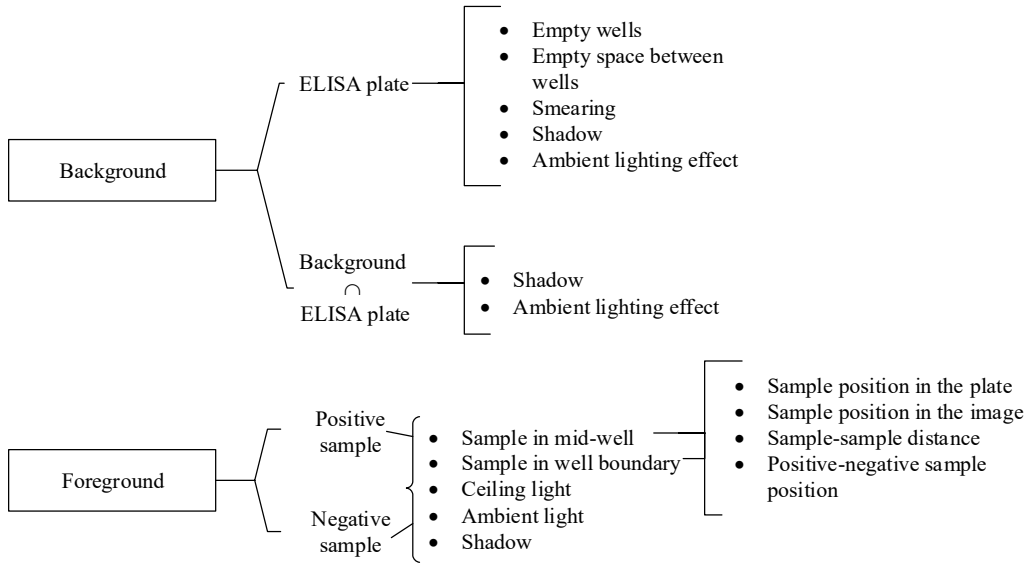 Background
ELISA plate
• Empty wells
• Empty space between
wells
• Smearing
• Shadow
• Ambient lighting effect
Background
∩
ELISA plate
• Shadow
• Ambient lighting effect
Foreground
Positive
sample
Negative
sample
• Sample in mid-well
• Sample in well boundary
• Ceiling light
• Ambient light
• Shadow
• Sample position in the plate
• Sample position in the image
• Sample-sample distance
• Positive-negative sample
position